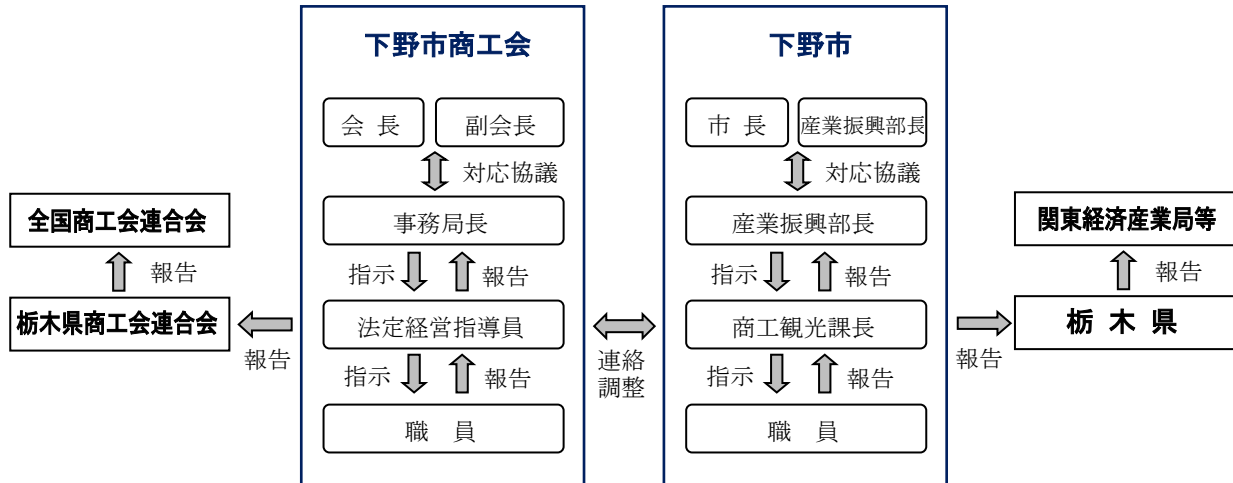 下野市商工会
下野市
会 長
副会長
市 長
産業振興部長
対応協議
対応協議
全国商工会連合会
事務局長
産業振興部長
関東経済産業局等
報告
指示
報告
指示
報告
報告
栃木県商工会連合会
法定経営指導員
商工観光課長
栃 木 県
報告
連絡
調整
報告
指示
報告
指示
報告
職 員
職 員